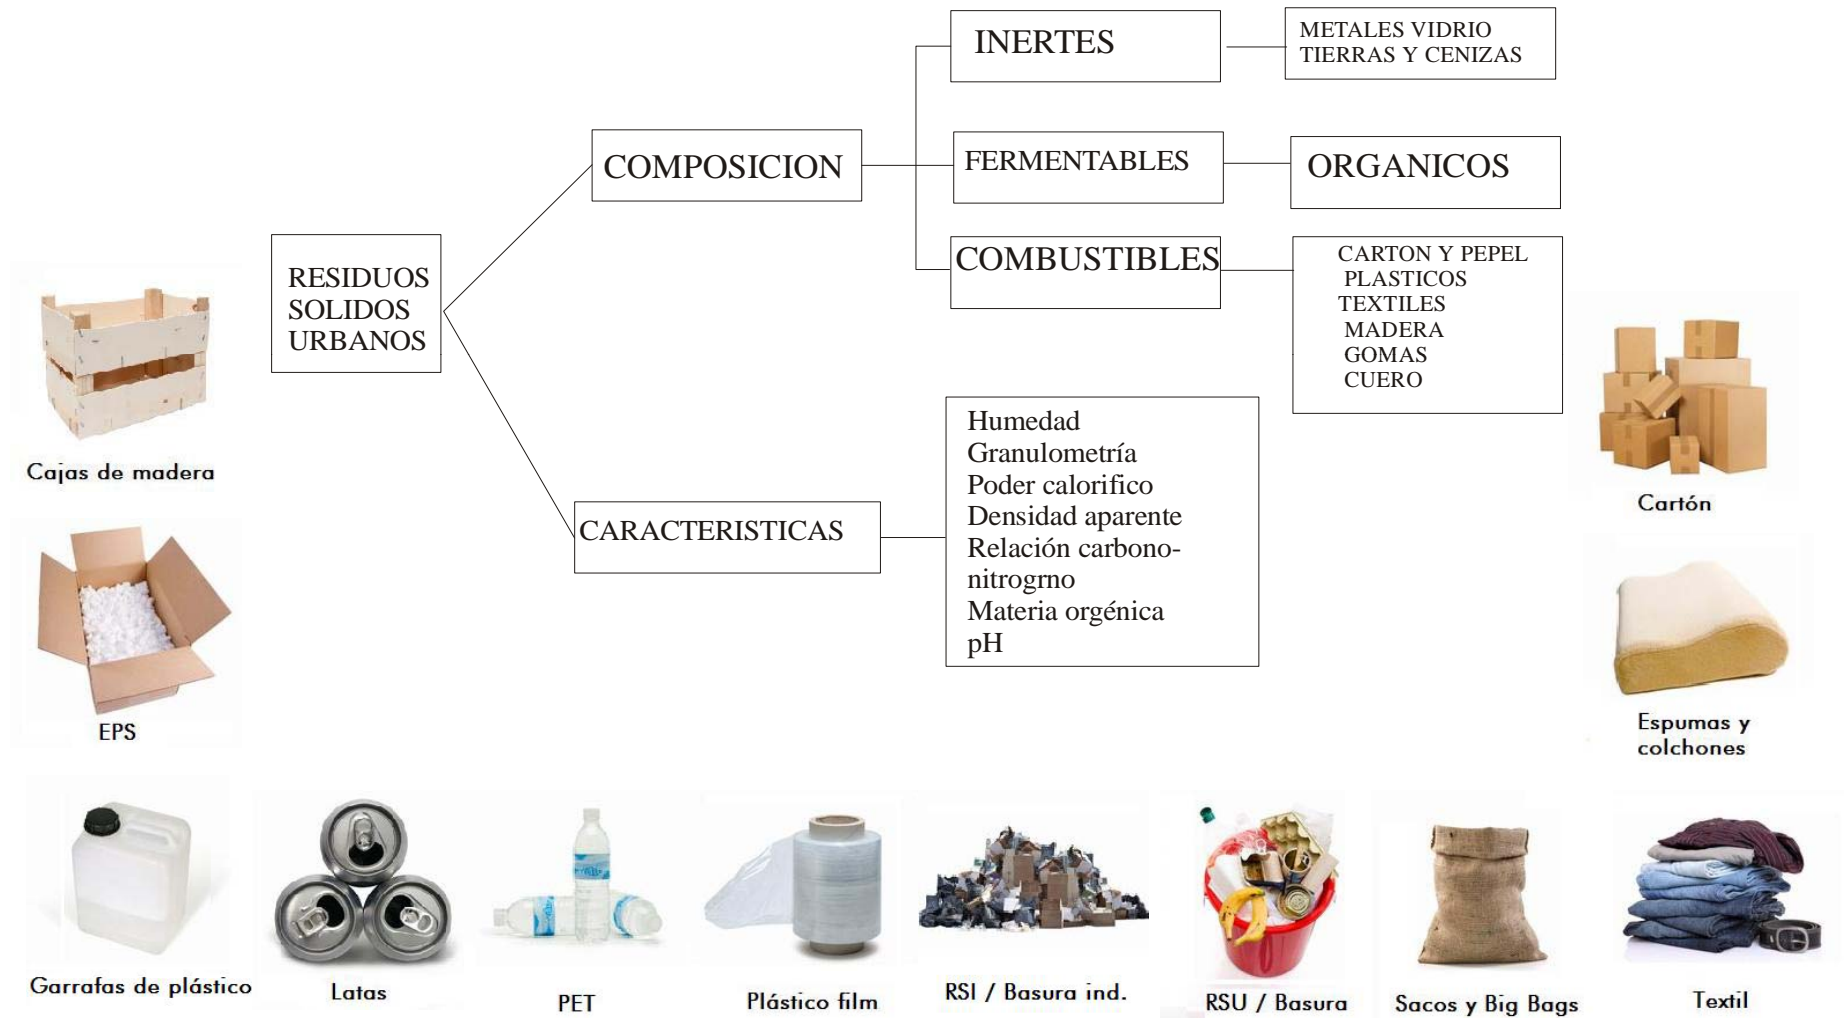 INERTES
METALES VIDRIO
TIERRAS Y CENIZAS
COMPOSICION
FERMENTABLES
ORGANICOS
COMBUSTIBLES
CARTON Y PEPEL
PLASTICOS
TEXTILES
MADERA
GOMAS
CUERO
RESIDUOS
SOLIDOS
URBANOS
CARACTERISTICAS
Humedad
Granulometría
Poder calorifico
Densidad aparente
Relación carbono-
nitrogrno
Materia orgénica
pH
Cajas de madera
Cartón
EPS
Espumas y
colchones
Garrafas de plástico
Latas
PET
Plástico film
RSI / Basura ind.
RSU / Basura
Sacos y Big Bags
Textil